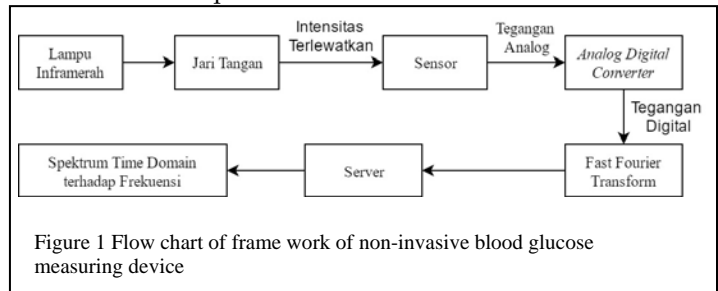 Lampu
Inframerah
Jari Tangan
Intensitas
Terlewatkan
Sensor
Tegangan
Analog
Analog Digital
Converter
Tegangan
Digital
Fast Fourier
Transform
Server
Spektrum Time Domain
terhadap Frekuensi
Figure 1 Flow chart of frame work of non-invasive blood glucose
measuring device